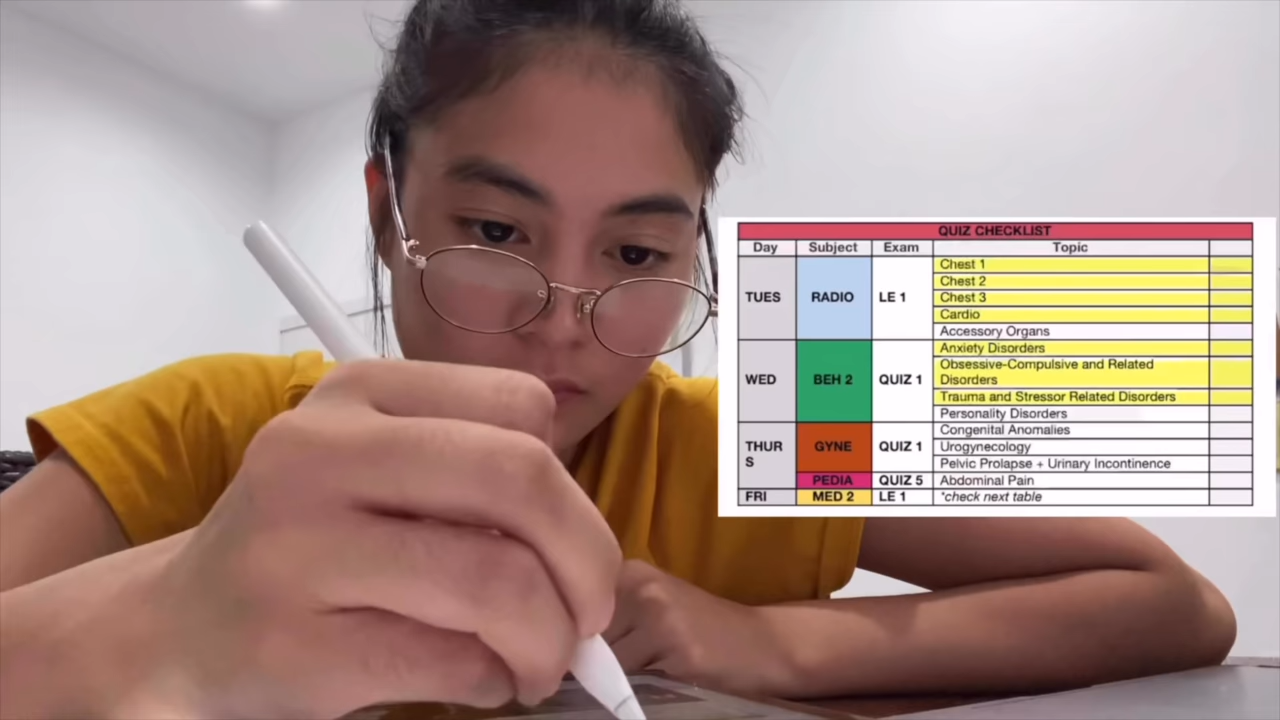 QUIZ CHECKLIST
Day Subject Exam Topic
TUES RADIO LE 1 Chest 1
Chest 2
Chest 3
Cardio
Accessory Organs
WED BEH 2 QUIZ 1 Anxiety Disorders
Obsessive-Compulsive and Related
Disorders
Trauma and Stressor Related Disorders
Personality Disorders
THUR
S GYNE QUIZ 1 Congenital Anomalies
Urogynecology
Pelvic Prolapse + Urinary Incontinence
PEDIA QUIZ 5 Abdominal Pain
FRI MED 2 LE 1 *check next table